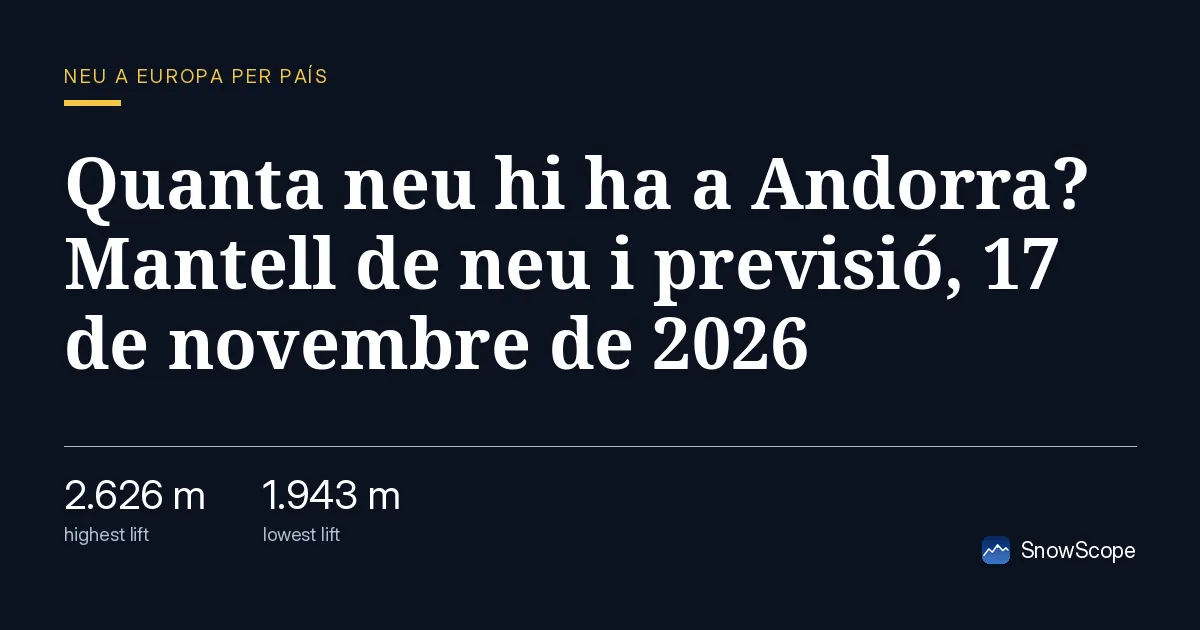 NEU A EUROPA PER PAÍS
Quanta neu hi ha a Andorra?
Mantell de neu i previsió, 17
de novembre de 2026
2.626 m
1.943 m
highest lift
lowest lift
SnowScope